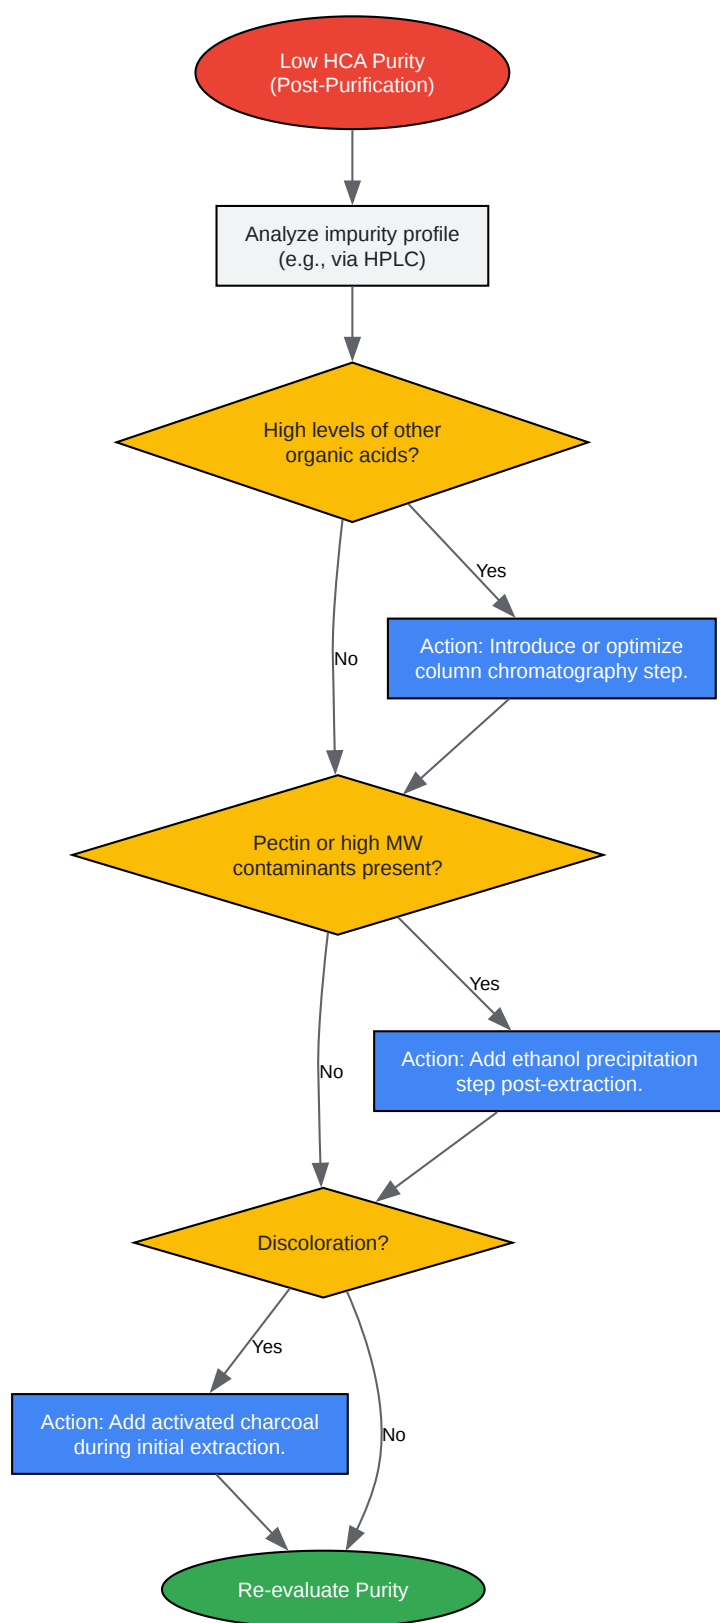 Low HCA Purity
(Post-Purification)
Analyze impurity profile
(e.g., via HPLC)
High levels of other
organic acids?
Yes
Action: Introduce or optimize
column chromatography step.
No
Pectin or high MW
contaminants present?
Yes
Action: Add ethanol precipitation
step post-extraction.
No
Discoloration?
Yes
Action: Add activated charcoal
during initial extraction.
No
Re-evaluate Purity